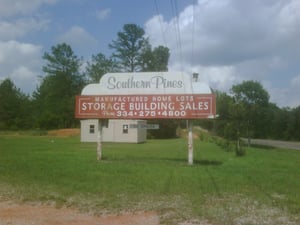 Southern Pines
MANUFACTURED HOME LOTS
STORAGE BUILDING SALES
334•275•4800